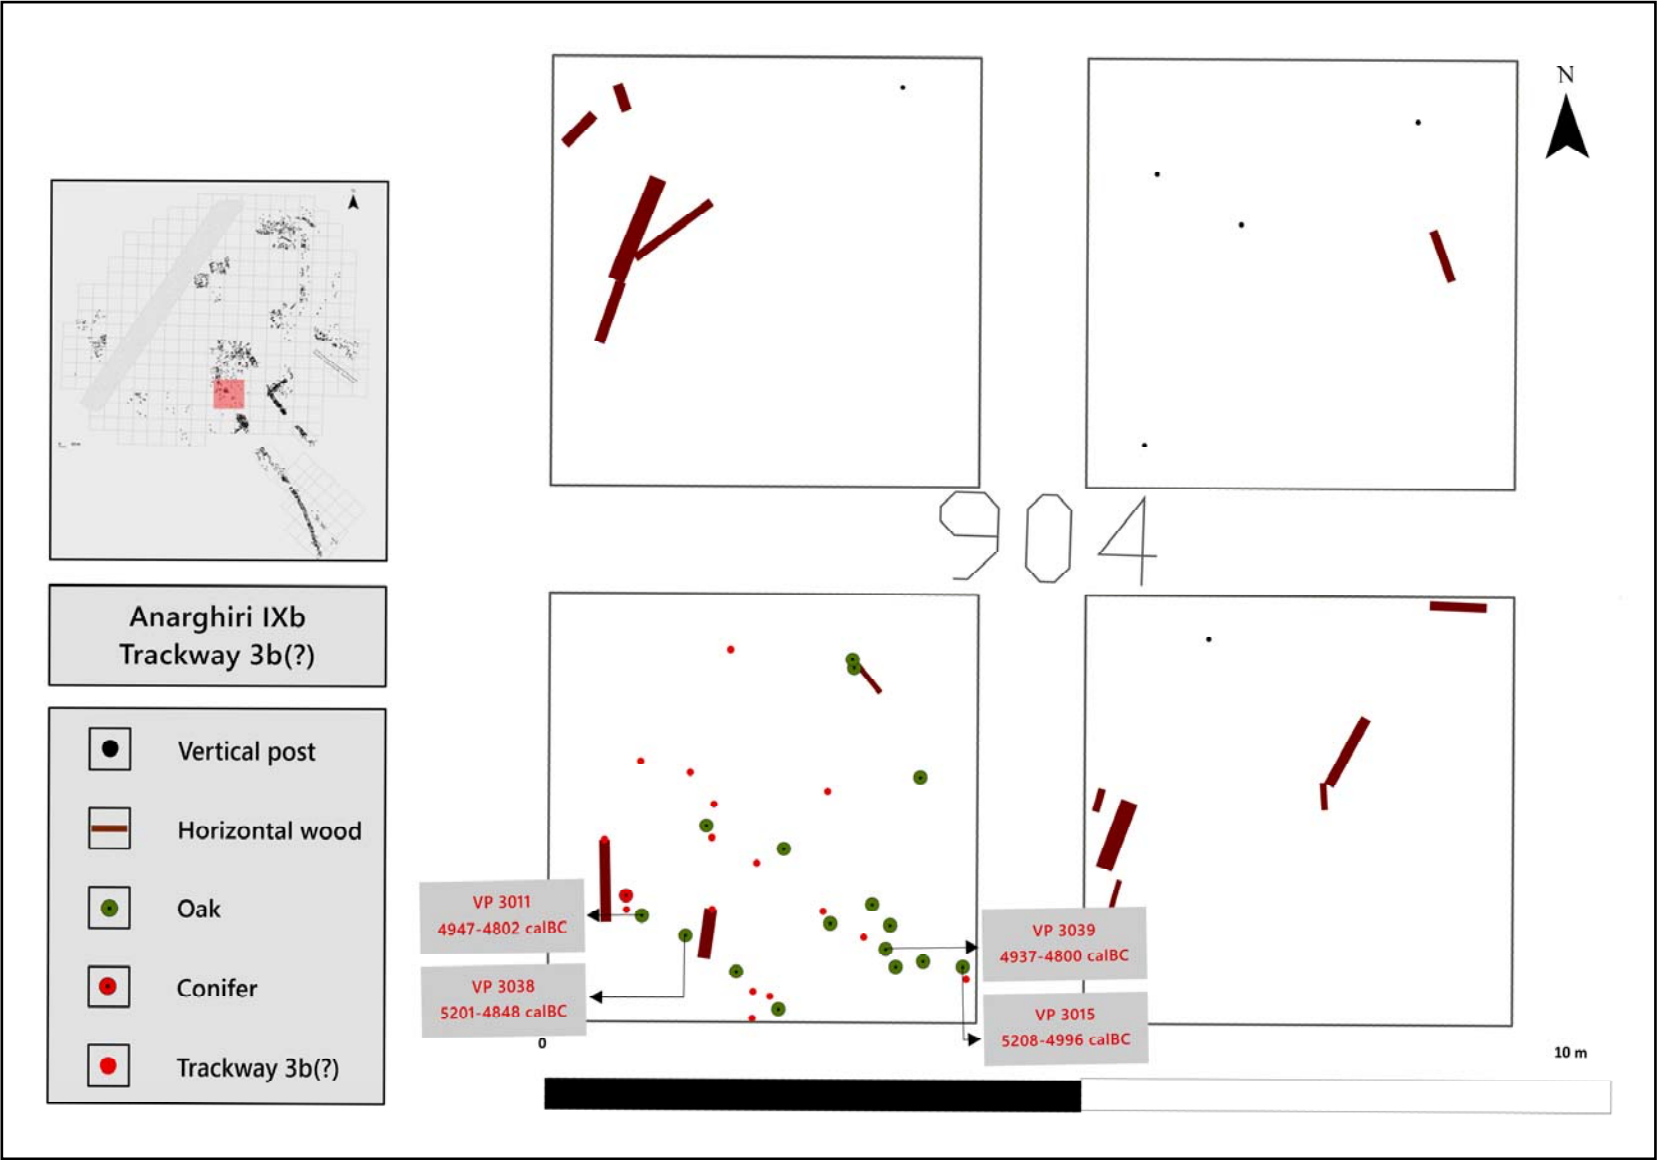 N
904
Anarghiri IXb
Trackway 3b(?)
Vertical post
Horizontal wood
Oak
Conifer
Trackway 3b(?)
VP 3011
4947-4802 calBC
VP 3038
5201-4848 calBC
VP 3039
4937-4800 calBC
VP 3015
5208-4996 calBC
0
10 m